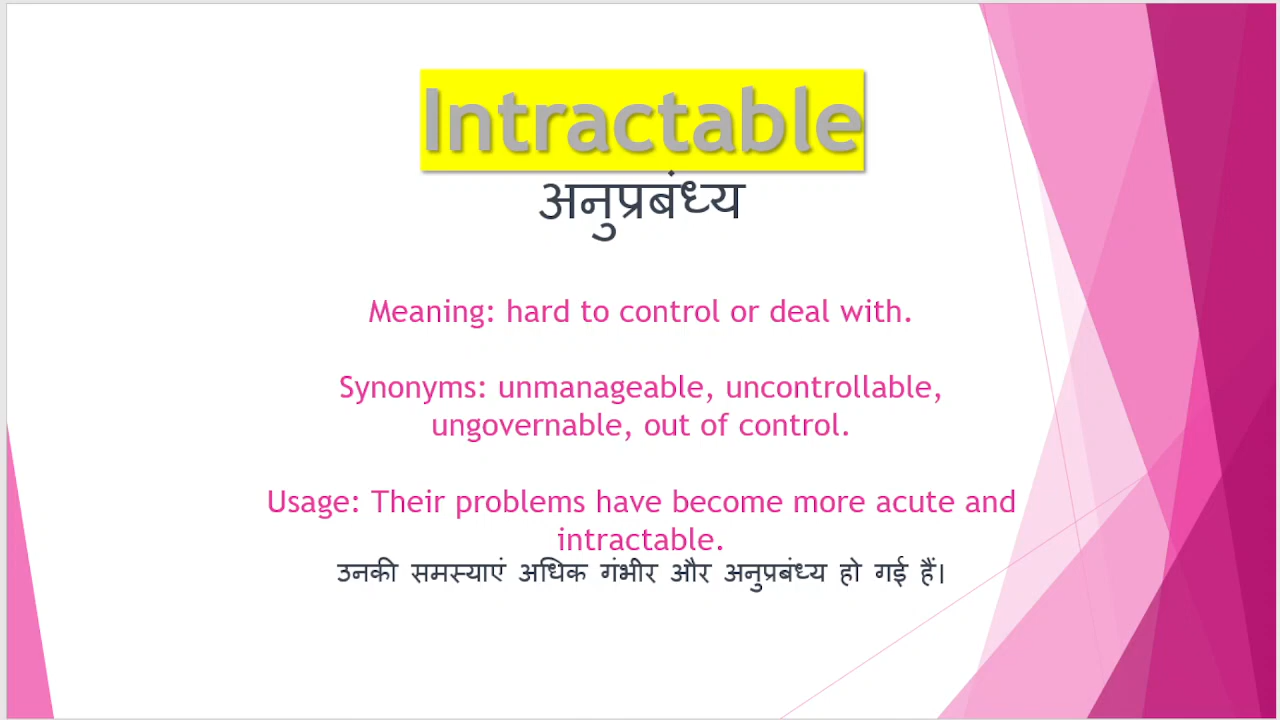 Intractable
अनुप्रबंध्य
Meaning: hard to control or deal with.
Synonyms: unmanageable, uncontrollable,
ungovernable, out of control.
Usage: Their problems have become more acute and
intractable.
उनकी समस्याएं अधिक गंभीर और अनुप्रबंध्य हो गई हैं।